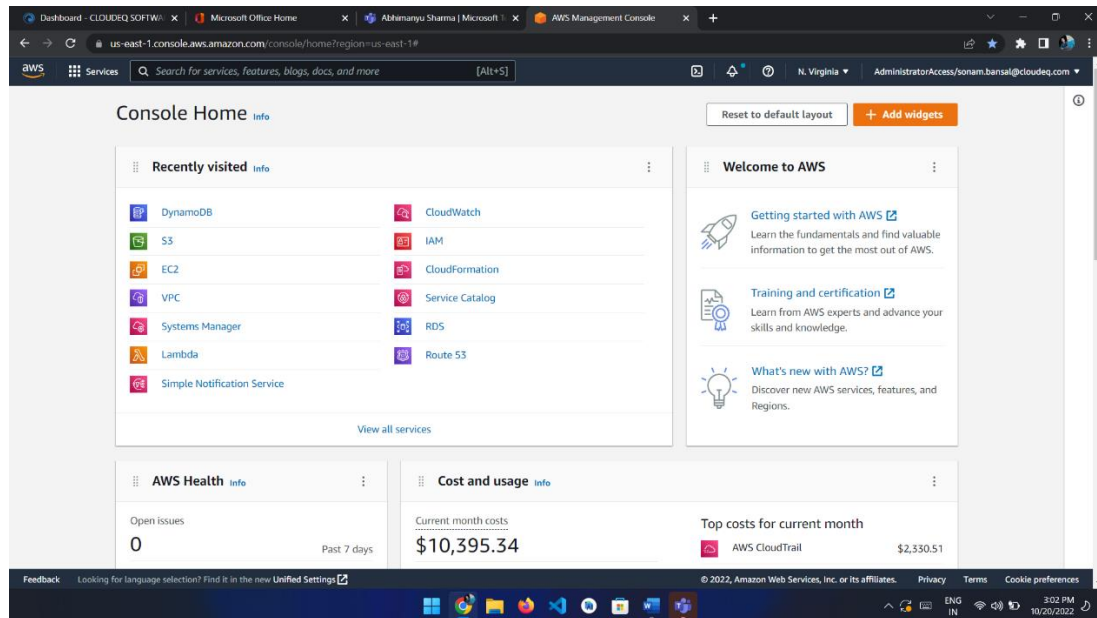 Dashboard - CLOUDEQ SOFTWA
Microsoft Office Home
Abhimanyu Sharma | Microsoft T
AWS Management Console
us-east-1.console.aws.amazon.com/console/home?region=us-east-1#
aws
Services
Search for services, features, blogs, docs, and more
[Alt+S]
N. Virginia
AdministratorAccess/sonam.bansal@cloudeq.com
Console Home Info
Reset to default layout
+ Add widgets
Recently visited Info
DynamoDB
S3
EC2
VPC
Systems Manager
Lambda
Simple Notification Service
CloudWatch
IAM
CloudFormation
Service Catalog
RDS
Route 53
View all services
Welcome to AWS
Getting started with AWS
Learn the fundamentals and find valuable
information to get the most out of AWS.
Training and certification
Learn from AWS experts and advance your
skills and knowledge.
What's new with AWS?
Discover new AWS services, features, and
Regions.
AWS Health Info
Open issues
0
Past 7 days
Cost and usage Info
Current month costs
$10,395.34
Top costs for current month
AWS CloudTrail
$2,330.51
Feedback
Looking for language selection? Find it in the new Unified Settings
© 2022, Amazon Web Services, Inc. or its affiliates.
Privacy
Terms
Cookie preferences
ENG
IN
3:02 PM
10/20/2022